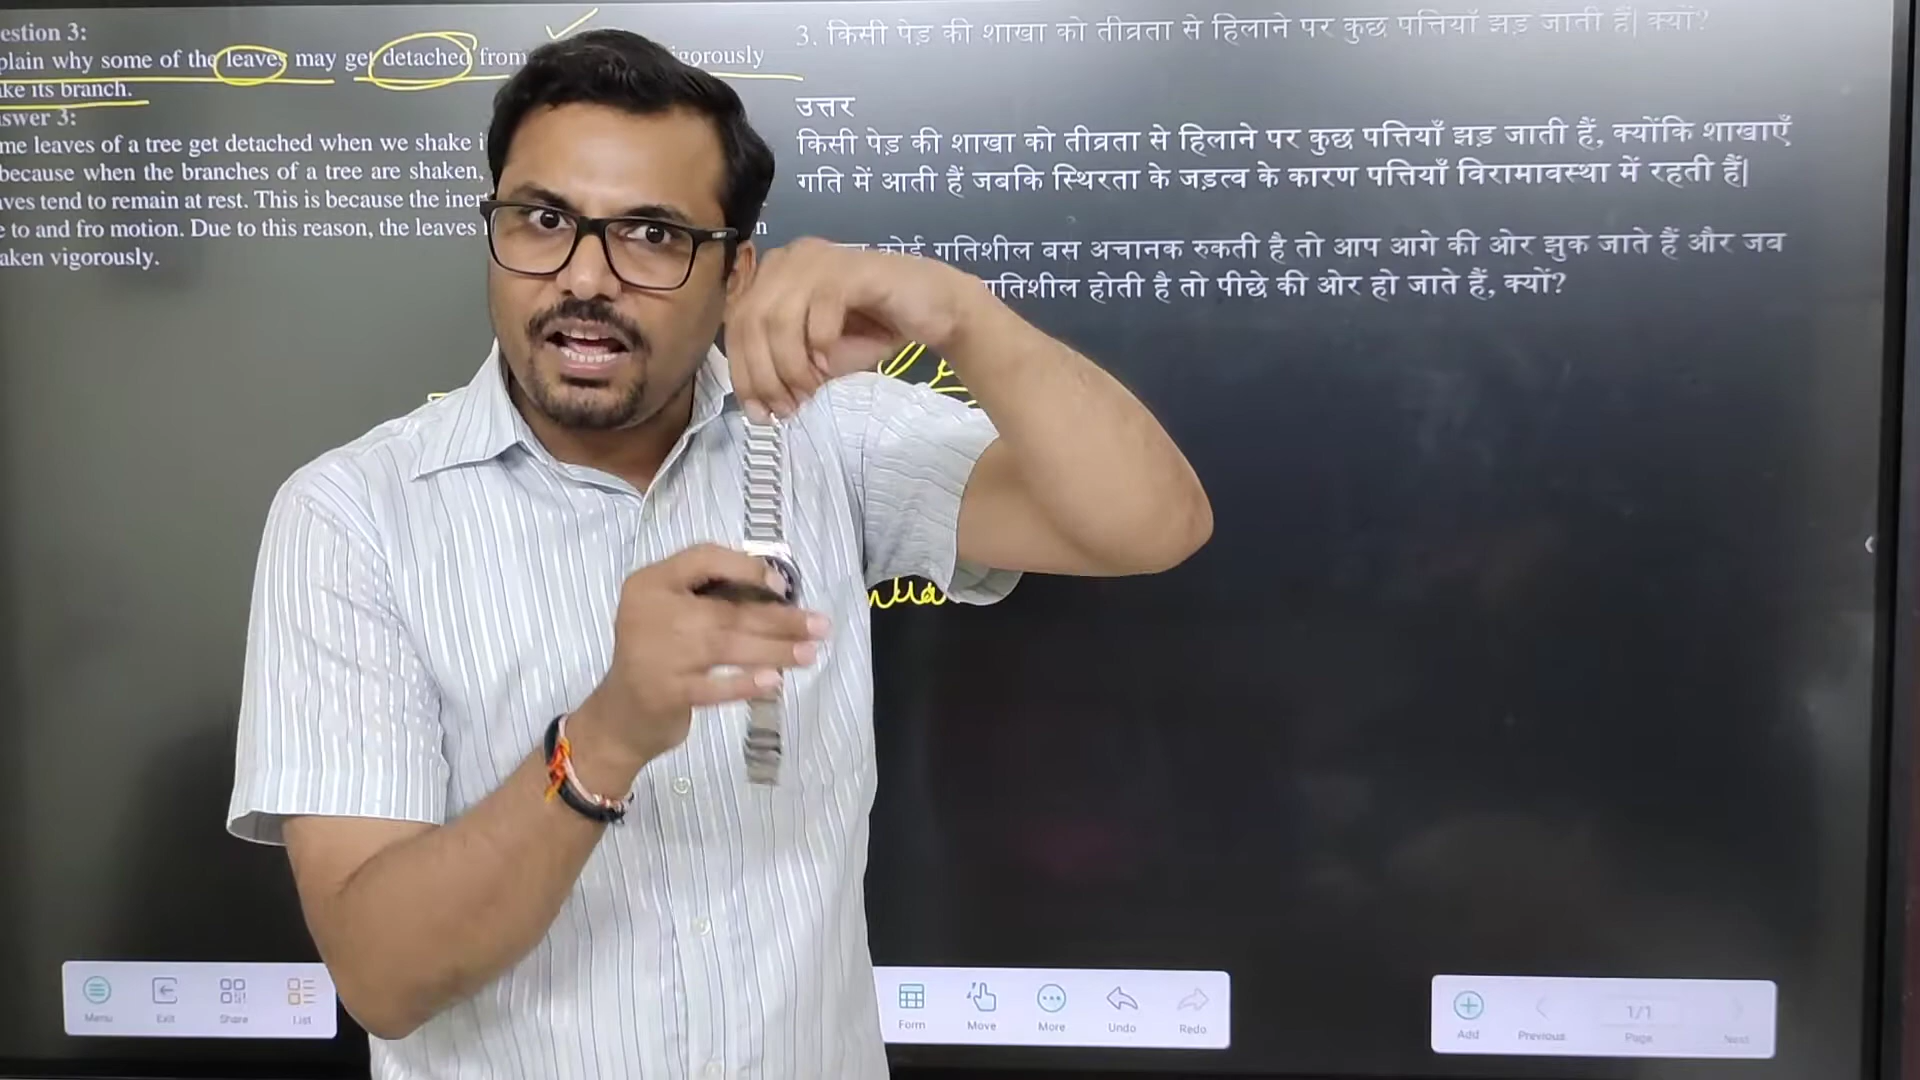 estion 3:
plain why some of the leaves may get detached from gorously
ke its branch.
swer 3:
me leaves of a tree get detached when we shake i
because when the branches of a tree are shaken,
ves tend to remain at rest. This is because the iner
e to and fro motion. Due to this reason, the leaves n
aken vigorously.
3. किसी पेड़ की शाखा को तीव्रता से हिलाने पर कुछ पत्तियाँ झड़ जाती हैं| क्यों?
उत्तर
किसी पेड़ की शाखा को तीव्रता से हिलाने पर कुछ पत्तियाँ झड़ जाती हैं, क्योंकि शाखाएँ
गति में आती हैं जबकि स्थिरता के जड़त्व के कारण पत्तियाँ विरामावस्था में रहती हैं|
कोई गतिशील बस अचानक रुकती है तो आप आगे की ओर झुक जाते हैं और जब
गतिशील होती है तो पीछे की ओर हो जाते हैं, क्यों?
Menu
Exit
Share
List
Form
Move
More
Undo
Redo
Add
Previous
1/1
Page
Next